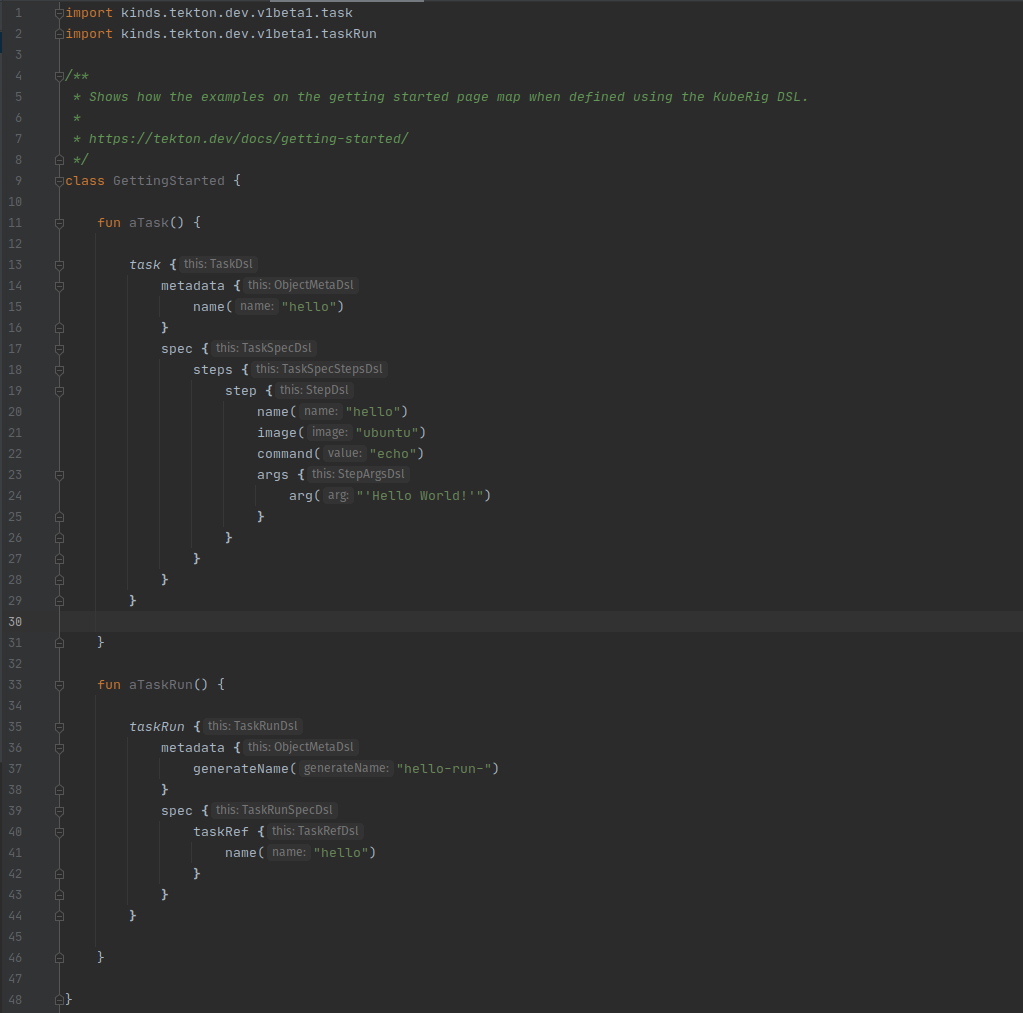 1 import kinds.tekton.dev.v1beta1.task
2 import kinds.tekton.dev.v1beta1.taskRun
3
4 /**
5  * Shows how the examples on the getting started page map when defined using the KubeRig DSL.
6  *
7  * https://tekton.dev/docs/getting-started/
8  */
9 class GettingStarted {
10
11     fun aTask() {
12
13         task { this: TaskDsl
14             metadata { this: ObjectMetaDsl
15                 name( name: "hello")
16             }
17             spec { this: TaskSpecDsl
18                 steps { this: TaskSpecStepsDsl
19                     step { this: StepDsl
20                         name( name: "hello")
21                         image( image: "ubuntu")
22                         command( value: "echo")
23                         args { this: StepArgsDsl
24                             arg( arg: "'Hello World!'")
25                         }
26                     }
27                 }
28             }
29         }
30
31     }
32
33     fun aTaskRun() {
34
35         taskRun { this: TaskRunDsl
36             metadata { this: ObjectMetaDsl
37                 generateName( generateName: "hello-run-")
38             }
39             spec { this: TaskRunSpecDsl
40                 taskRef { this: TaskRefDsl
41                     name( name: "hello")
42                 }
43             }
44         }
45
46     }
47
48 }